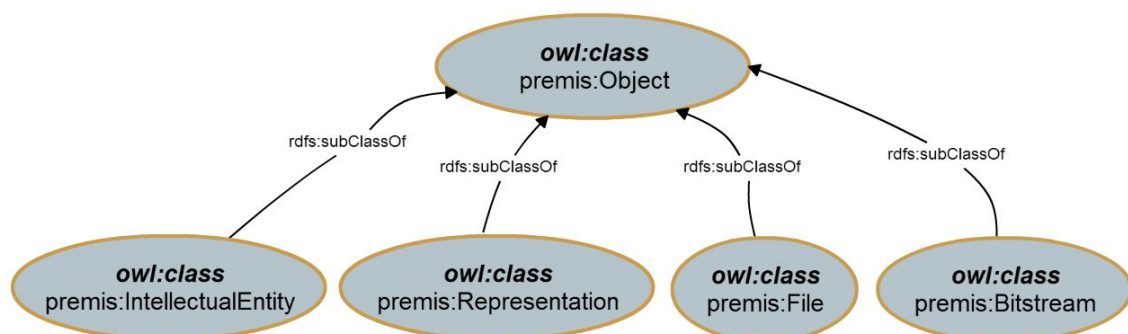 owl:class
premis:Object
rdfs:subClassOf
rdfs:subClassOf
rdfs:subClassOf
rdfs:subClassOf
owl:class
premis:IntellectualEntity
owl:class
premis:Representation
owl:class
premis:File
owl:class
premis:Bitstream